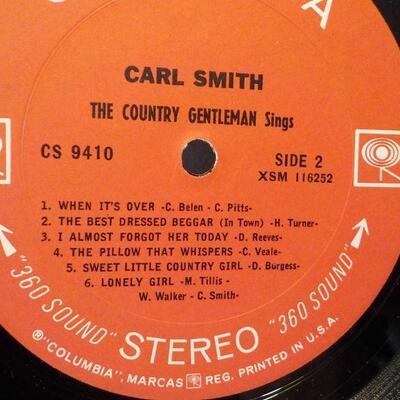 CARL SMITH
THE COUNTRY GENTLEMAN Sings
CS 9410
SIDE 2
XSM 116252
1. WHEN IT'S OVER -C. Belen - C. Pitts-
2. THE BEST DRESSED BEGGAR (In Town) -H. Turner-
3. I ALMOST FORGOT HER TODAY -D. Reeves-
4. THE PILLOW THAT WHISPERS -C. Veale-
5. SWEET LITTLE COUNTRY GIRL -D. Burgess-
6. LONELY GIRL -M. Tillis -
W. Walker - C. Smith-
"360 SOUND" STEREO "360 SOUND"
® "COLUMBIA", MARCAS REG. PRINTED IN U.S.A.